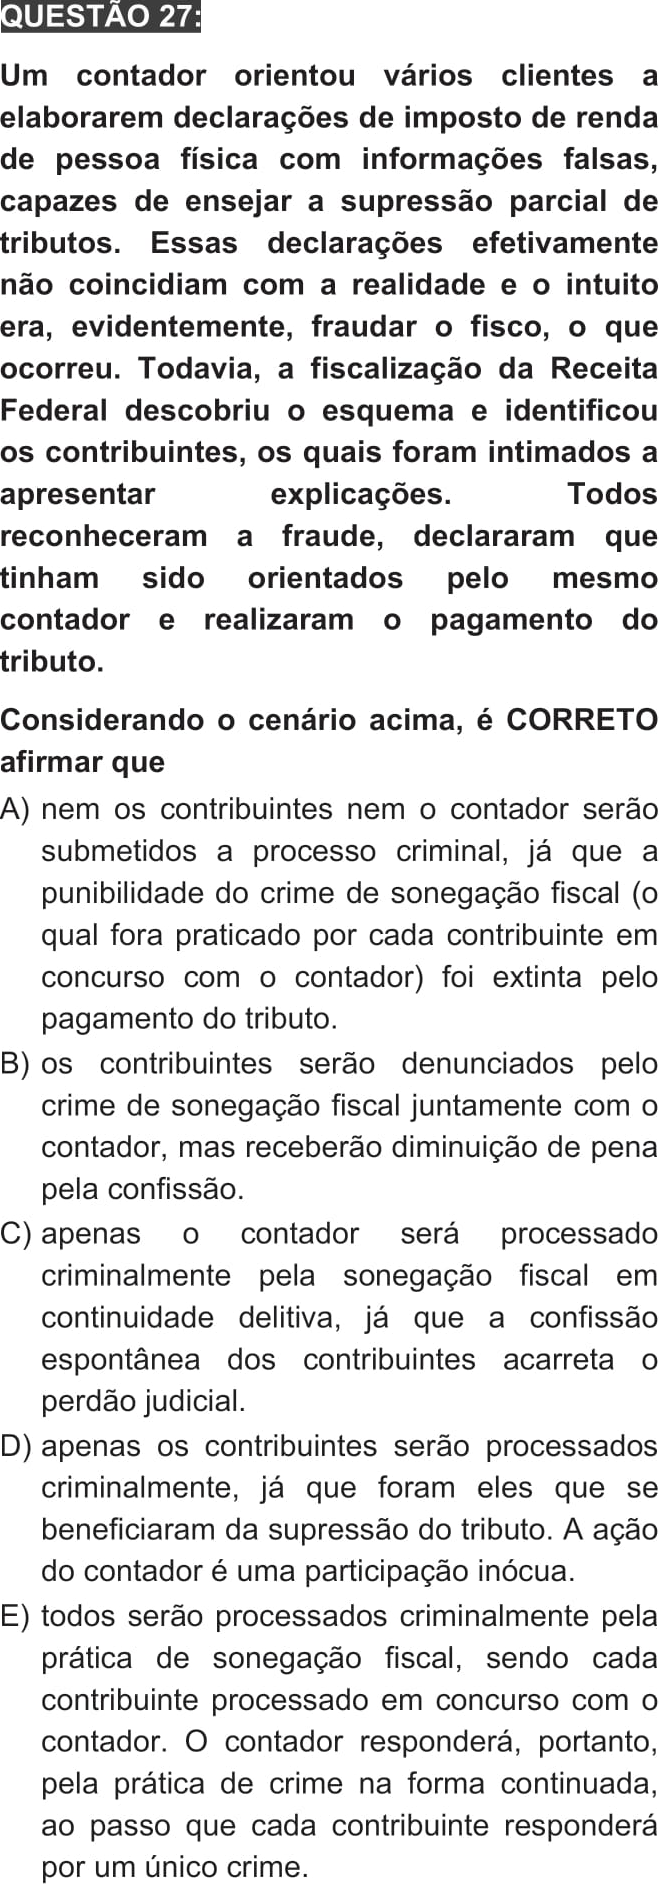 QUESTÃO 27:
Um contador orientou vários clientes a
elaborarem declarações de imposto de renda
de pessoa física com informações falsas,
capazes de ensejar a supressão parcial de
tributos. Essas declarações efetivamente
não coincidiam com a realidade e o intuito
era, evidentemente, fraudar o fisco, o que
ocorreu. Todavia, a fiscalização da Receita
Federal descobriu o esquema e identificou
os contribuintes, os quais foram intimados a
apresentar explicações. Todos
reconheceram a fraude, declararam que
tinham sido orientados pelo mesmo
contador e realizaram o pagamento do
tributo.
Considerando o cenário acima, é CORRETO
afirmar que
A) nem os contribuintes nem o contador serão
submetidos a processo criminal, já que a
punibilidade do crime de sonegação fiscal (o
qual fora praticado por cada contribuinte em
concurso com o contador) foi extinta pelo
pagamento do tributo.
B) os contribuintes serão denunciados pelo
crime de sonegação fiscal juntamente com o
contador, mas receberão diminuição de pena
pela confissão.
C) apenas o contador será processado
criminalmente pela sonegação fiscal em
continuidade delitiva, já que a confissão
espontânea dos contribuintes acarreta o
perdão judicial.
D) apenas os contribuintes serão processados
criminalmente, já que foram eles que se
beneficiaram da supressão do tributo. A ação
do contador é uma participação inócua.
E) todos serão processados criminalmente pela
prática de sonegação fiscal, sendo cada
contribuinte processado em concurso com o
contador. O contador responderá, portanto,
pela prática de crime na forma continuada,
ao passo que cada contribuinte responderá
por um único crime.